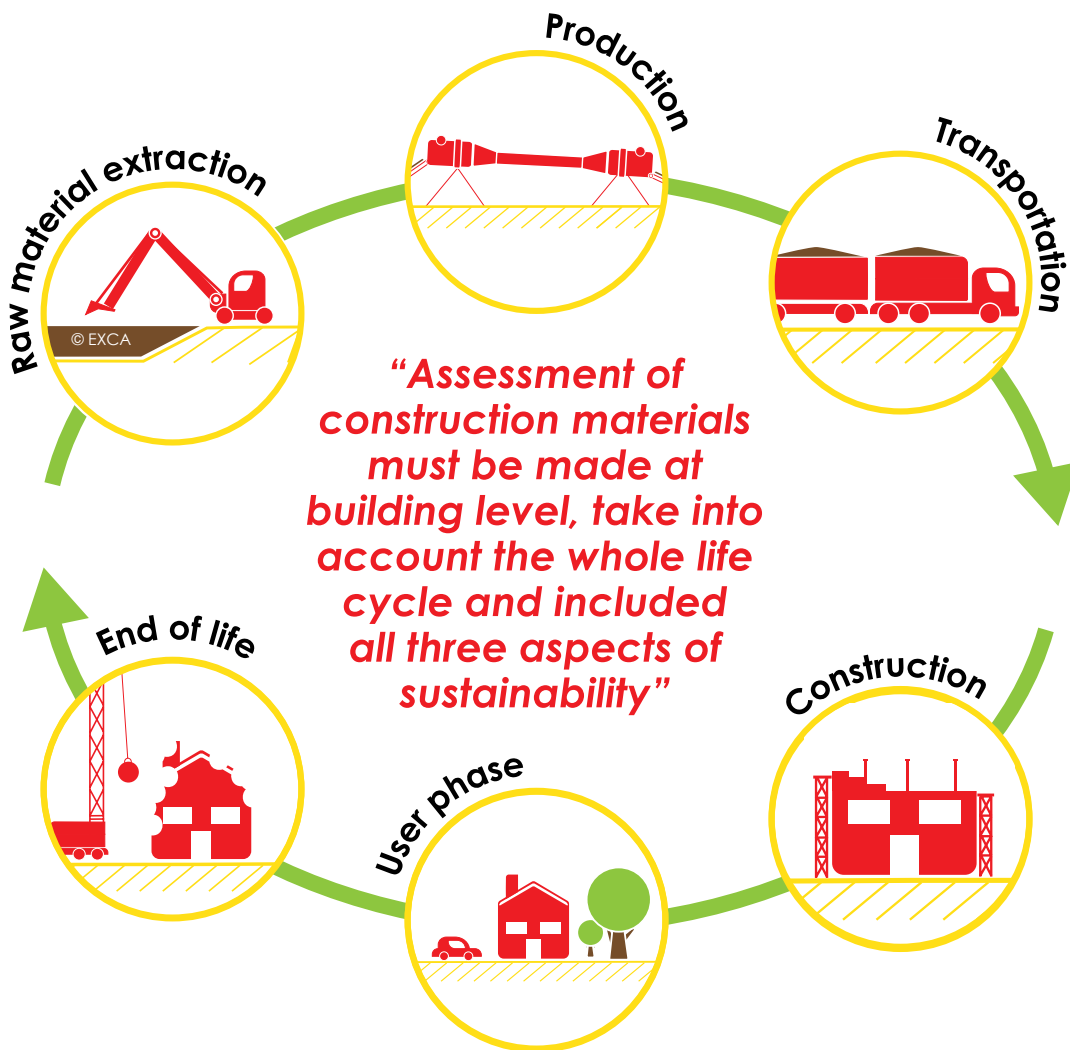 Production
Transportation
Raw material extraction
© EXCA
“Assessment of
construction materials
must be made at
building level, take into
account the whole life
cycle and included
all three aspects of
sustainability”
End of life
Construction
User phase